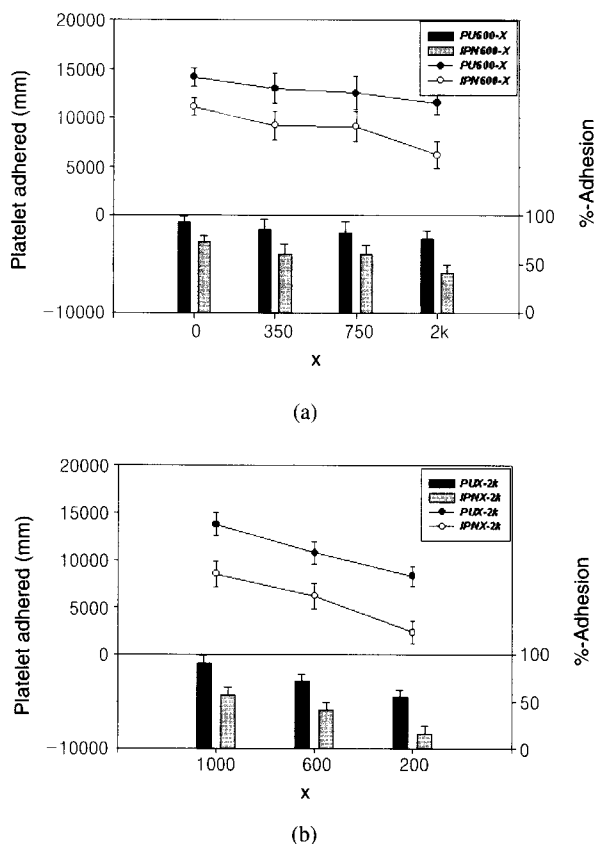 20000
15000
10000
5000
0
−10000
Platelet adhered (mm)
PU600-X
IPN600-X
PU600-X
IPN600-X
100
50
0
%-Adhesion
0 350 750 2k
X
(a)
20000
15000
10000
5000
0
−10000
Platelet adhered (mm)
PUX-2k
IPNX-2k
PUX-2k
IPNX-2k
100
50
0
%-Adhesion
1000 600 200
X
(b)